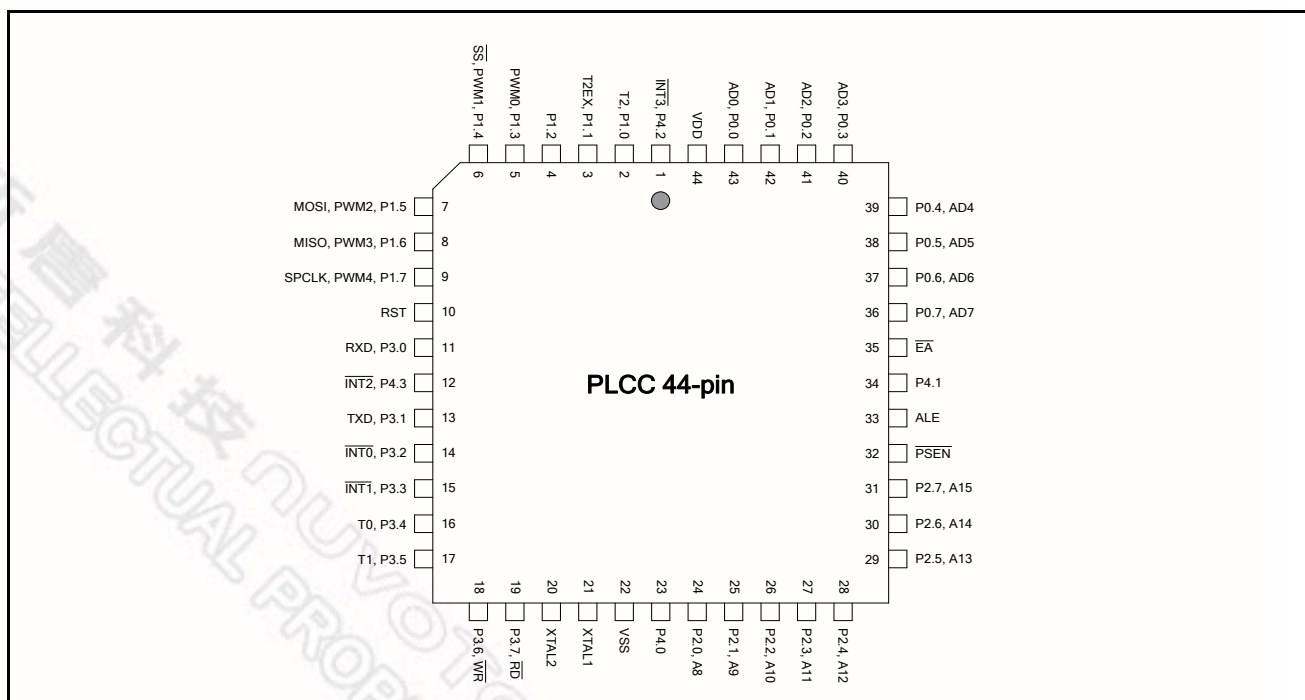 SS, PWM1, P1.4
PWM0, P1.3
P1.2
T2EX, P1.1
T2, P1.0
INT3, P4.2
VDD
AD0, P0.0
AD1, P0.1
AD2, P0.2
AD3, P0.3
6
5
4
3
2
1
44
43
42
41
40
MOSI, PWM2, P1.5
7
MISO, PWM3, P1.6
8
SPCLK, PWM4, P1.7
9
RST
10
RXD, P3.0
11
INT2, P4.3
12
TXD, P3.1
13
INT0, P3.2
14
INT1, P3.3
15
T0, P3.4
16
T1, P3.5
17
PLCC 44-pin
39
P0.4, AD4
38
P0.5, AD5
37
P0.6, AD6
36
P0.7, AD7
35
EA
34
P4.1
33
ALE
32
PSEN
31
P2.7, A15
30
P2.6, A14
29
P2.5, A13
18
19
20
21
22
23
24
25
26
27
28
P3.6, WR
P3.7, RD
XTAL2
XTAL1
VSS
P4.0
P2.0, A8
P2.1, A9
P2.2, A10
P2.3, A11
P2.4, A12
唐科技 nuvoTo